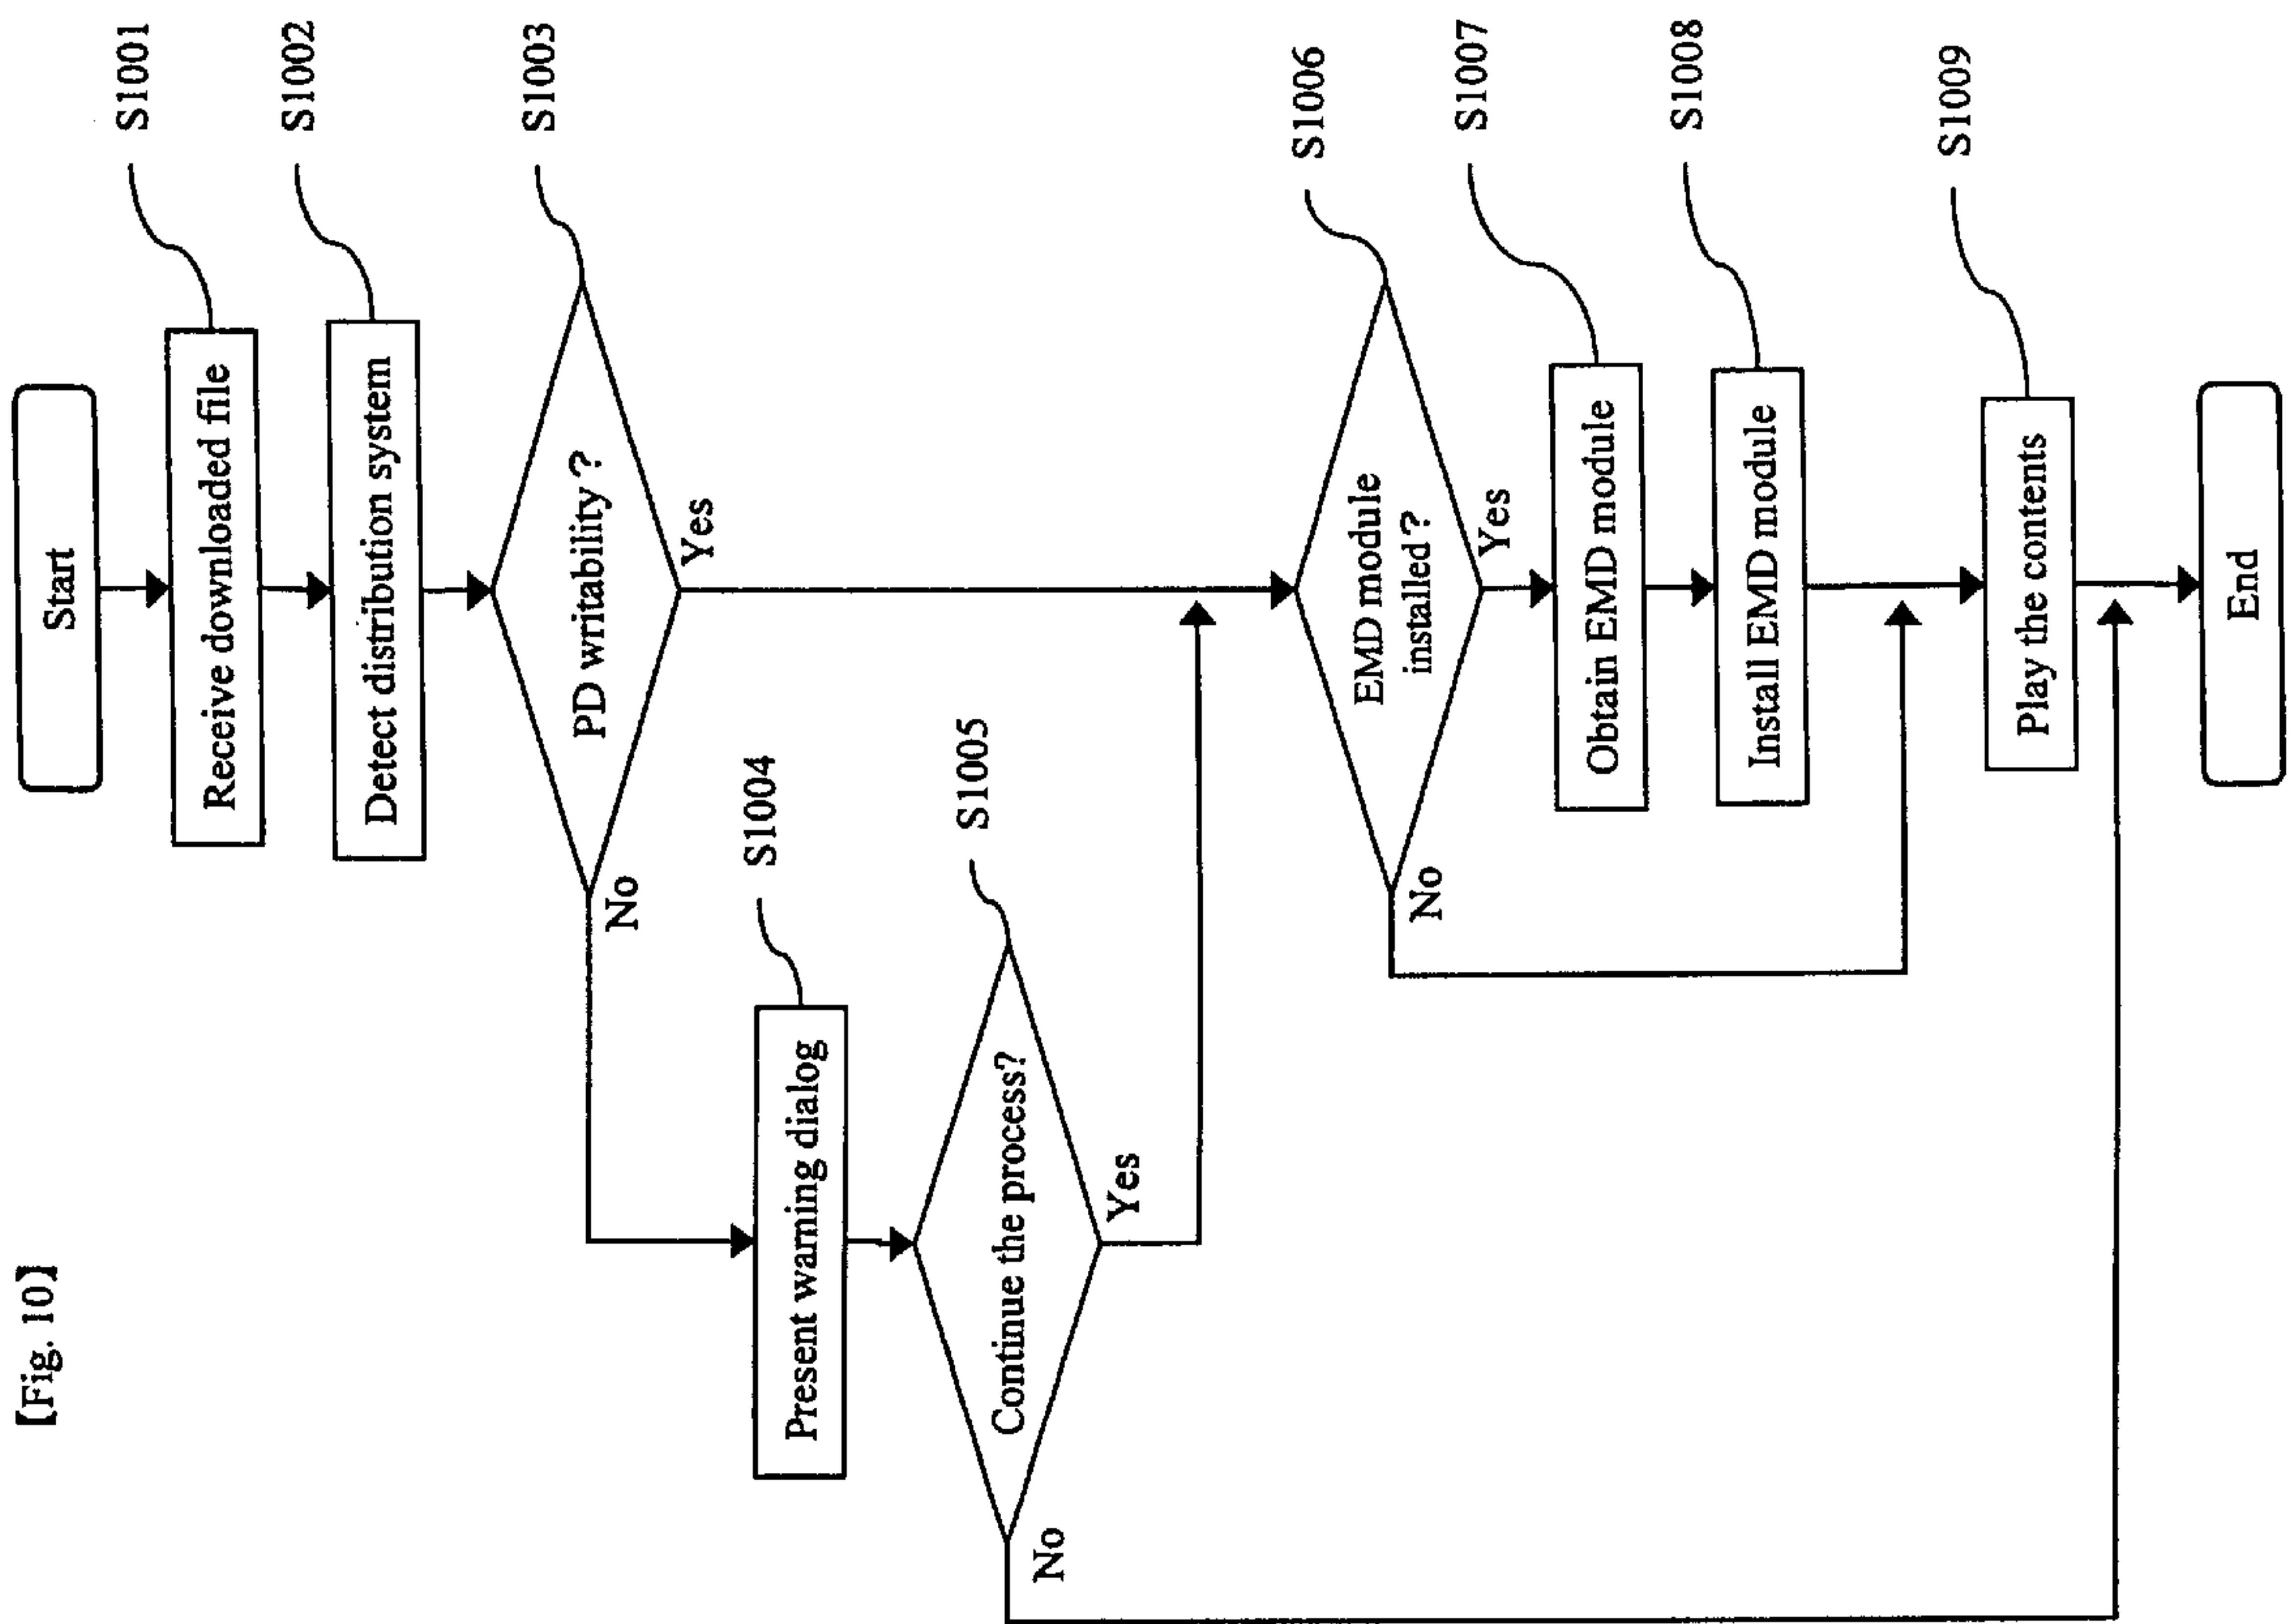 【Fig. 10】
Start
Receive downloaded file
S1001
Detect distribution system
S1002
PD writability?
S1003
No
Yes
Present warning dialog
S1004
Continue the process?
S1005
No
Yes
EMD module
installed?
S1006
No
Yes
Obtain EMD module
S1007
Install EMD module
S1008
Play the contents
S1009
End